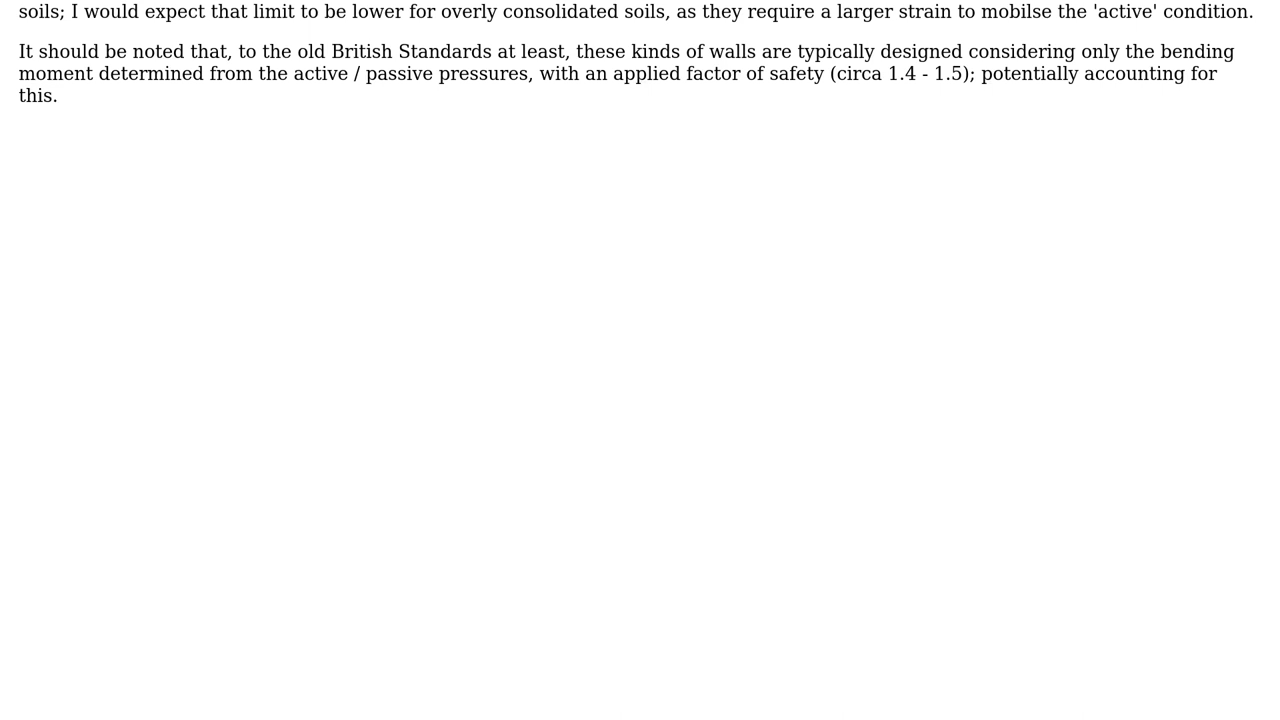 soils; I would expect that limit to be lower for overly consolidated soils, as they require a larger strain to mobilse the 'active' condition.
It should be noted that, to the old British Standards at least, these kinds of walls are typically designed considering only the bending
moment determined from the active / passive pressures, with an applied factor of safety (circa 1.4 - 1.5); potentially accounting for
this.